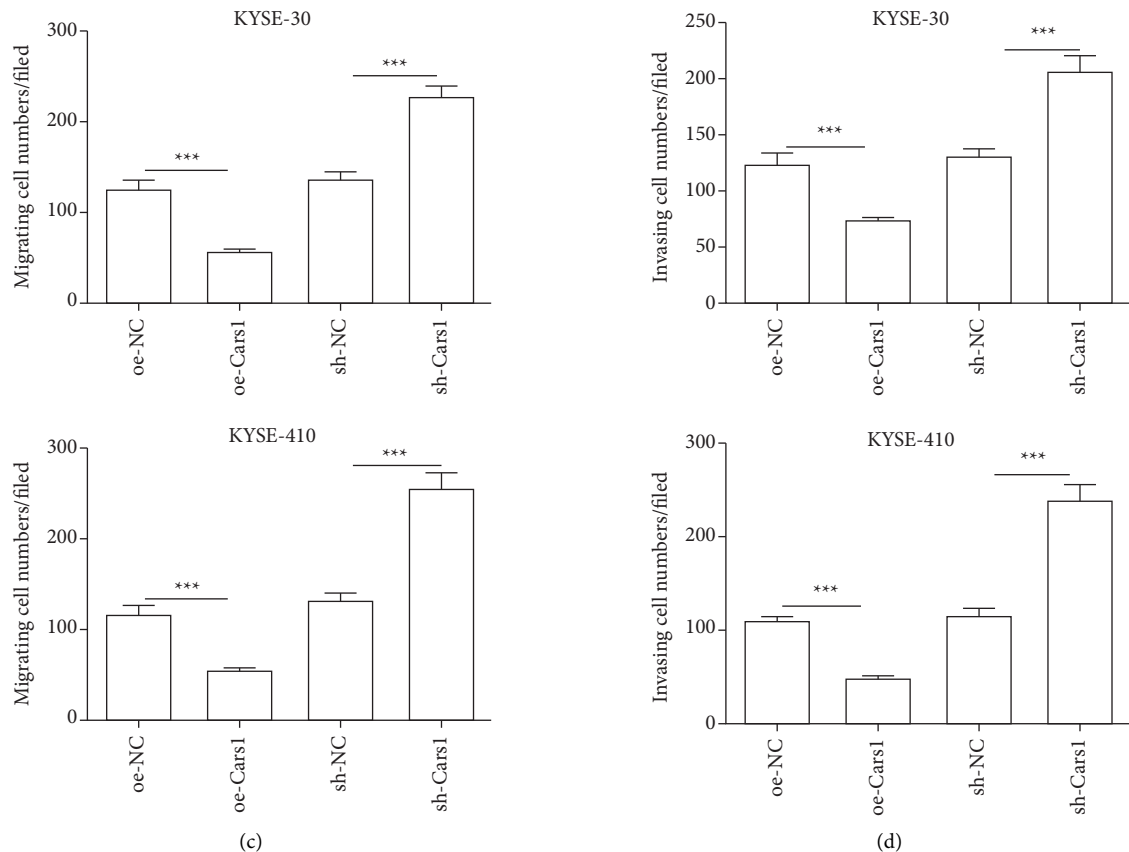 KYSE-30
Migrating cell numbers/filed
300
200
100
0
***
***
oe-NC
oe-Cars1
sh-NC
sh-Cars1
KYSE-410
Migrating cell numbers/filed
300
200
100
0
***
***
oe-NC
oe-Cars1
sh-NC
sh-Cars1
(c)
KYSE-30
Invasing cell numbers/filed
250
200
150
100
50
0
***
***
oe-NC
oe-Cars1
sh-NC
sh-Cars1
KYSE-410
Invasing cell numbers/filed
300
200
100
0
***
***
oe-NC
oe-Cars1
sh-NC
sh-Cars1
(d)